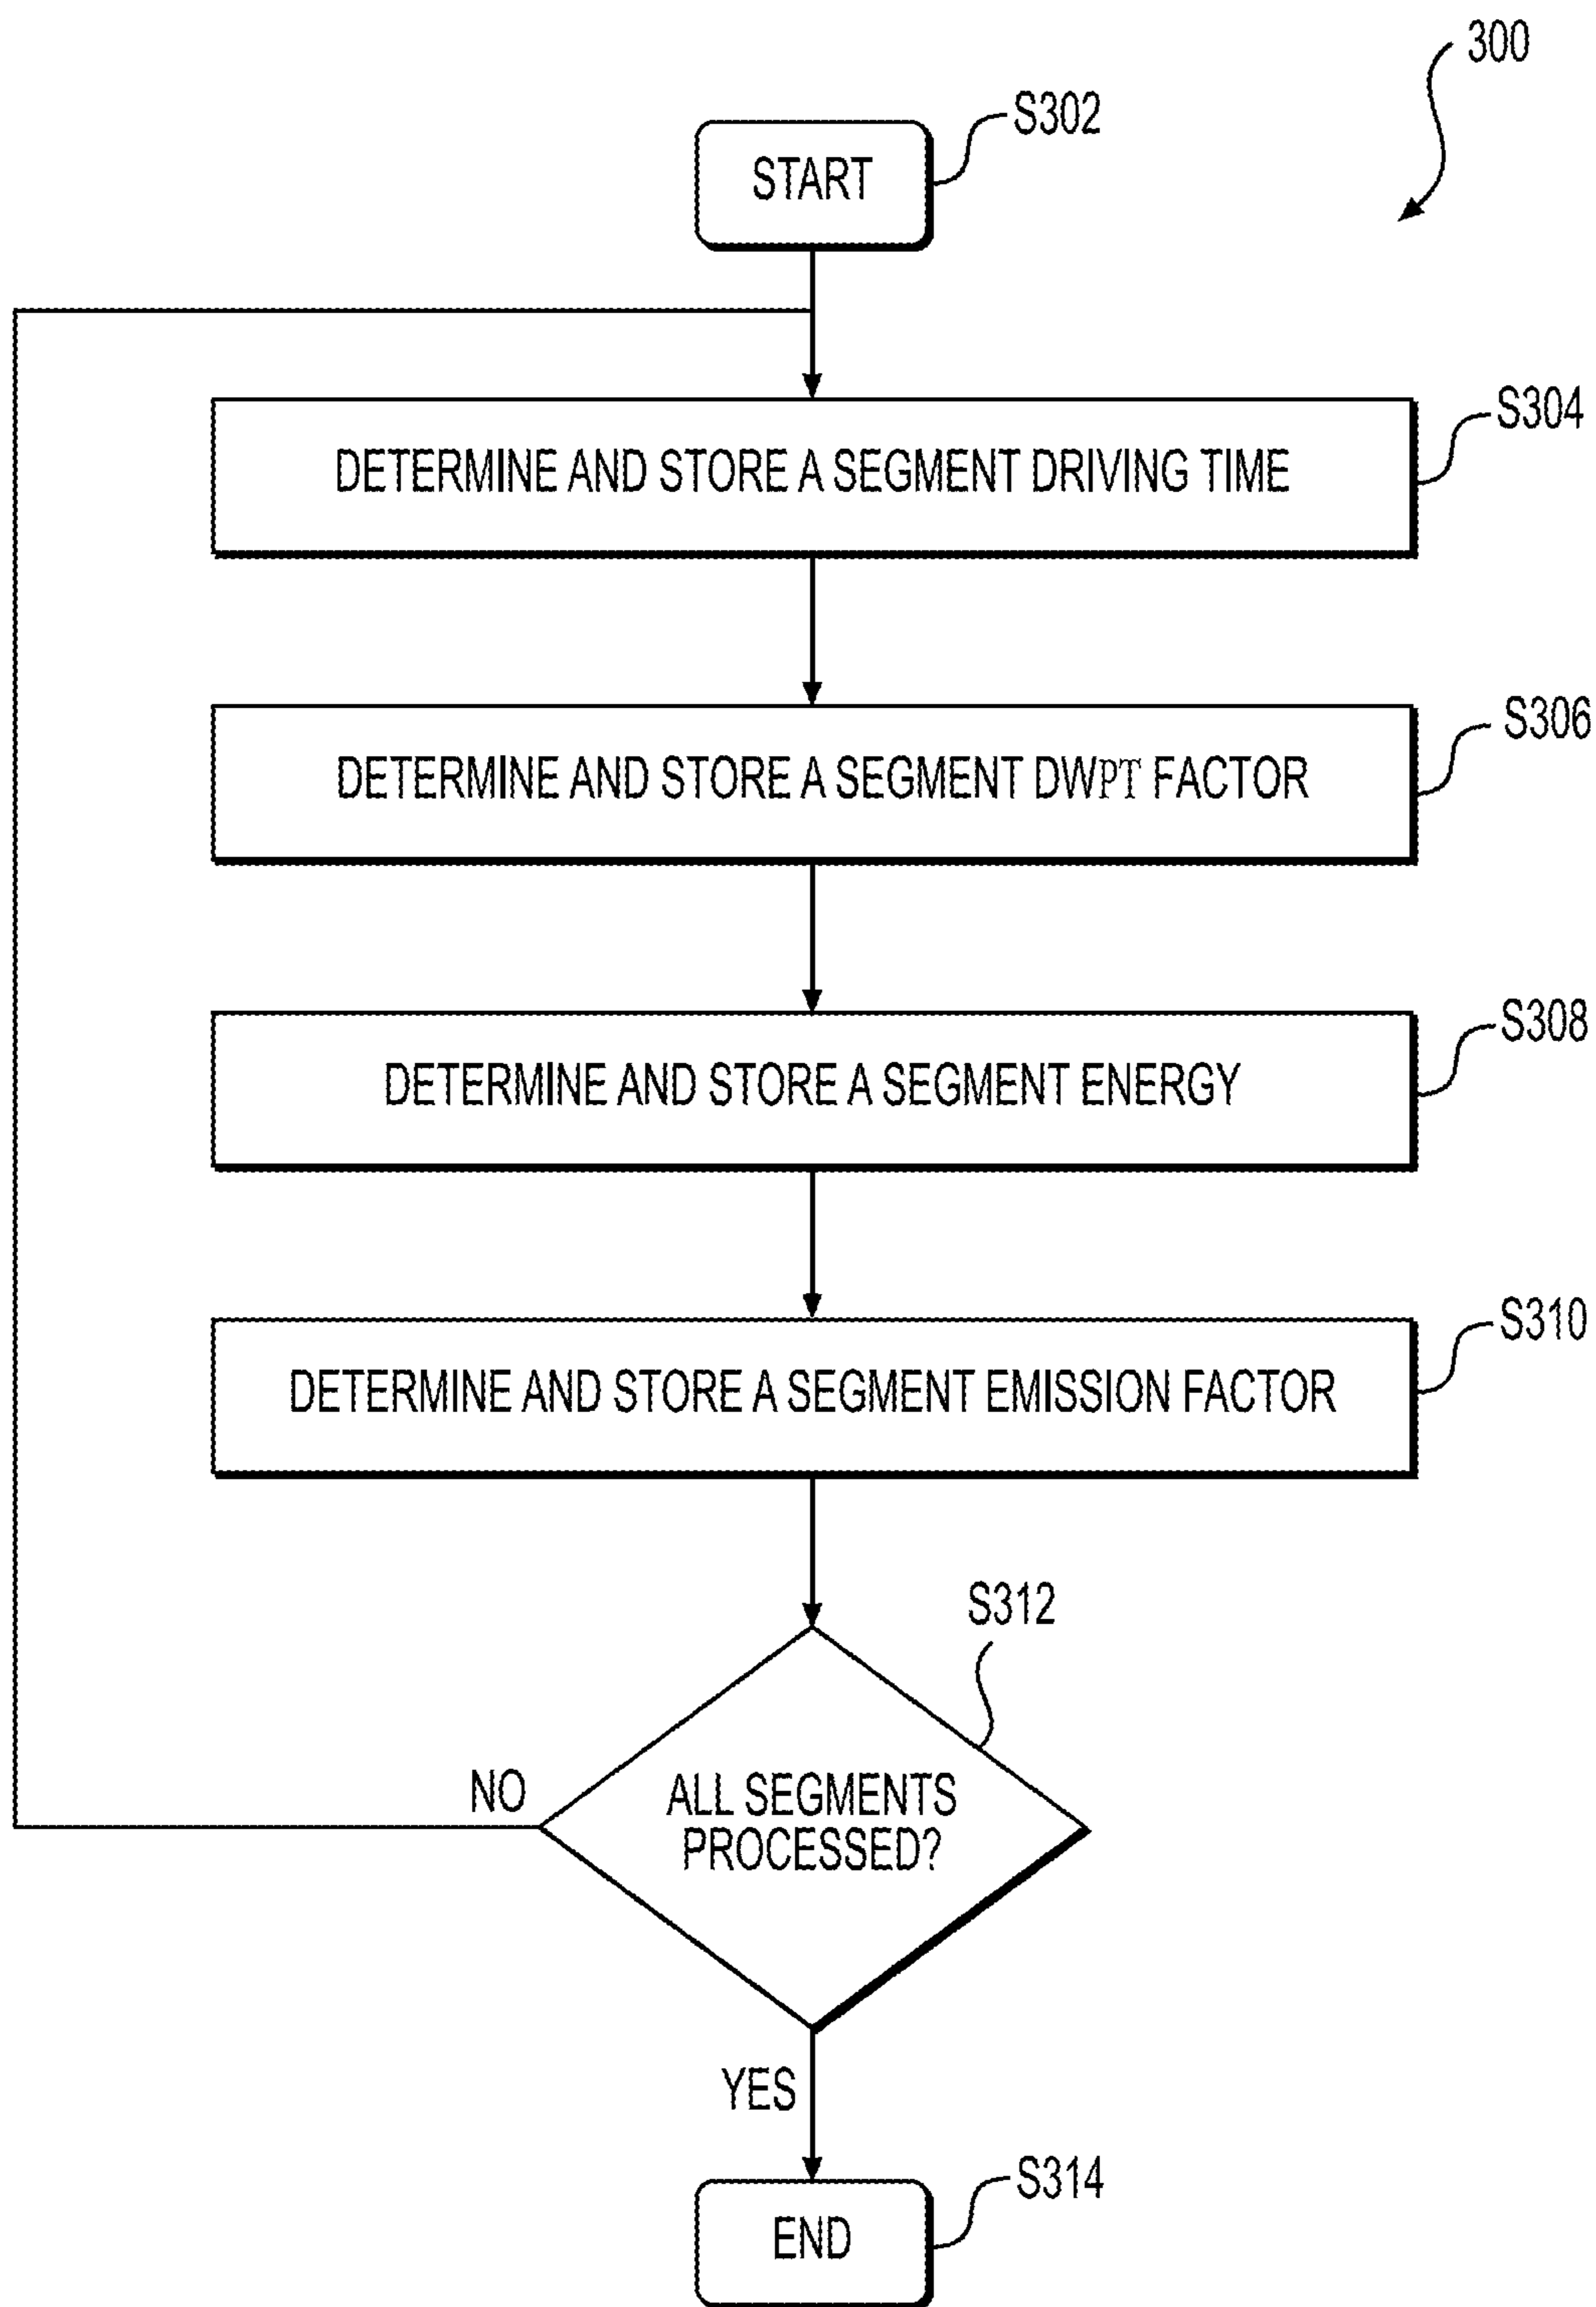 300
S302
START
S304
DETERMINE AND STORE A SEGMENT DRIVING TIME
S306
DETERMINE AND STORE A SEGMENT DWPT FACTOR
S308
DETERMINE AND STORE A SEGMENT ENERGY
S310
DETERMINE AND STORE A SEGMENT EMISSION FACTOR
S312
NO
ALL SEGMENTS
PROCESSED?
YES
S314
END